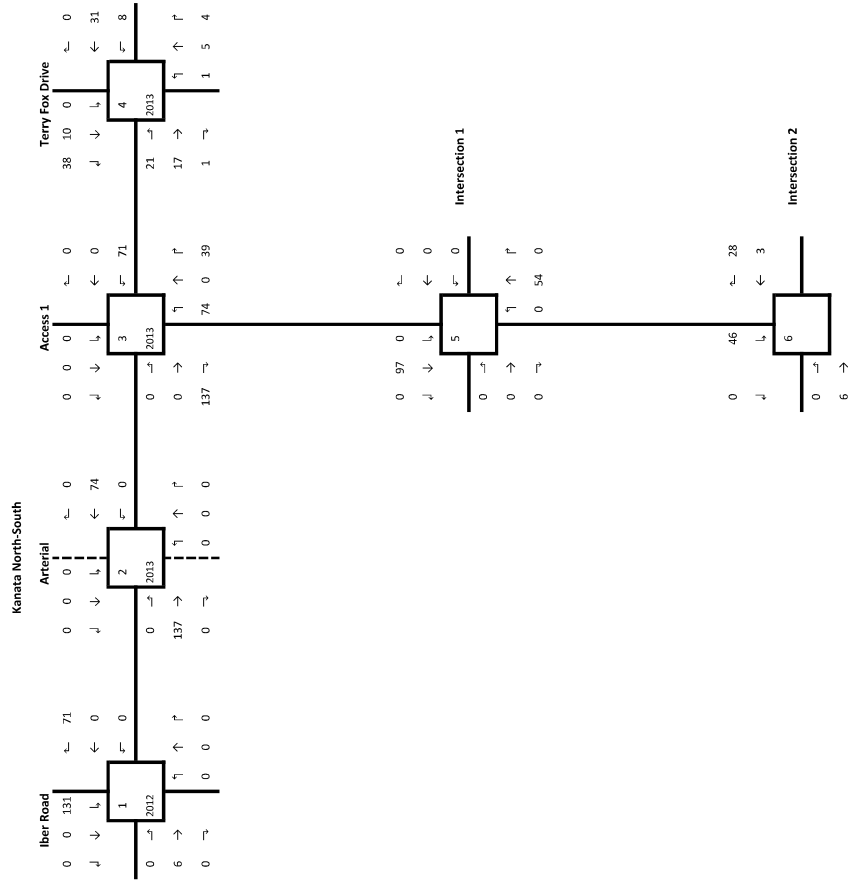 Kanata North-South
Iber Road Arterial Access 1 Terry Fox Drive
0 0 131 71 0 0 0 0 0 0 0 0 38 10 0 0
↲ ↓ ↳ ← 0 ↲ ↓ ↳ ← 74 ↲ ↓ ↳ ← 0 ↲ ↓ ↳ ← 31
1 0 2 0 3 71 4 8
0 2012 0 2013 0 2013 21 2013
6 → 137 → 0 → 17 →
0 0 0 0 0 0 0 0 137 74 0 39 1 1 5 4
0 97 0 0
↲ ↓ ↳ ← 0
5 0 Intersection 1
0
0 →
0 0 54 0
0 46 28
↲ ↳ ← 3
6 Intersection 2
0
6 →